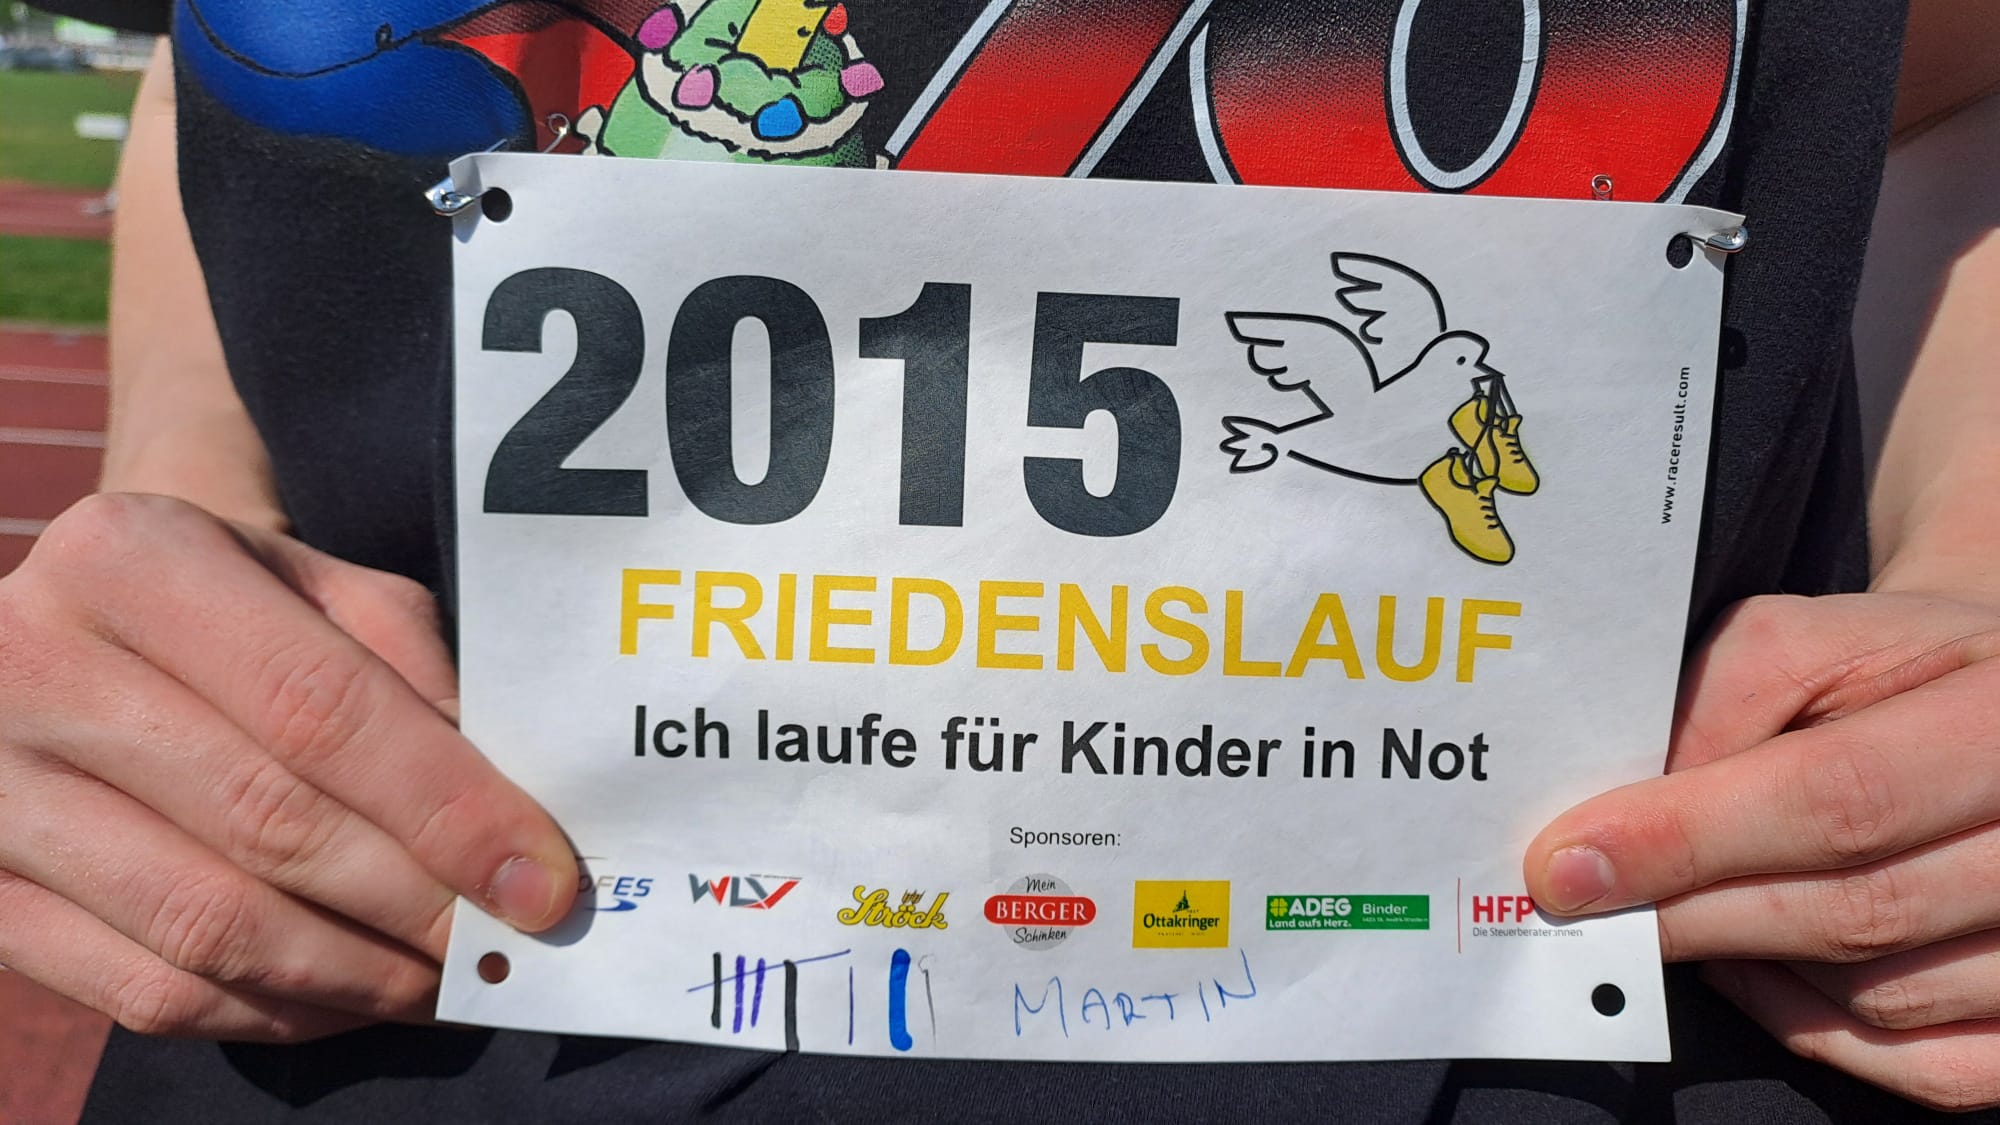 2015
www.raceresult.com
FRIEDENSLAUF
Ich laufe für Kinder in Not
Sponsoren:
WLV Ströck Mein BERGER Schinken Ottakringer ADEG Land aufs Herz. Binder HFP Die Steuerberater:innen
MARTIN